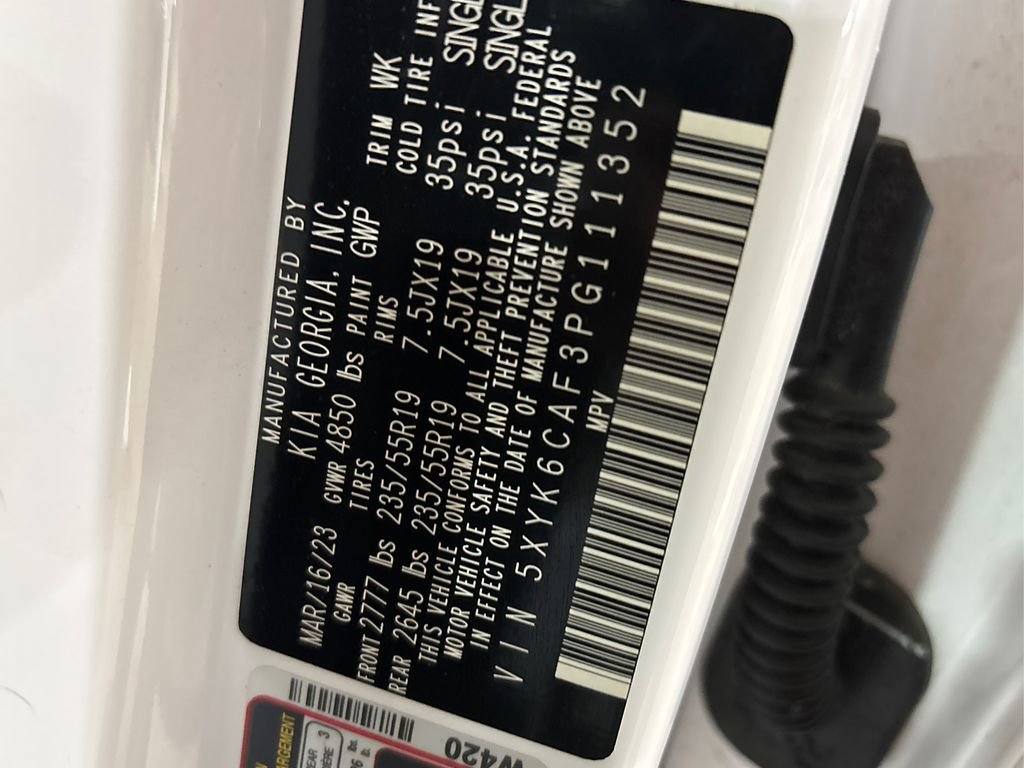 MANUFACTURED BY
KIA GEORGIA, INC.
MAR/16/23 GVWR 4850 lbs PAINT GWP TRIM WK
GAWR TIRES RIMS COLD TIRE INF
FRONT 2777 lbs 235/55R19 7.5JX19 35psi SINGL
REAR 2645 lbs 235/55R19 7.5JX19 35psi SINGL
THIS VEHICLE CONFORMS TO ALL APPLICABLE U.S.A. FEDERAL
MOTOR VEHICLE SAFETY AND THEFT PREVENTION STANDARDS
IN EFFECT ON THE DATE OF MANUFACTURE SHOWN ABOVE
VIN 5XYK6CAF3PG111352
MPV
W420
ARGEMENT
3